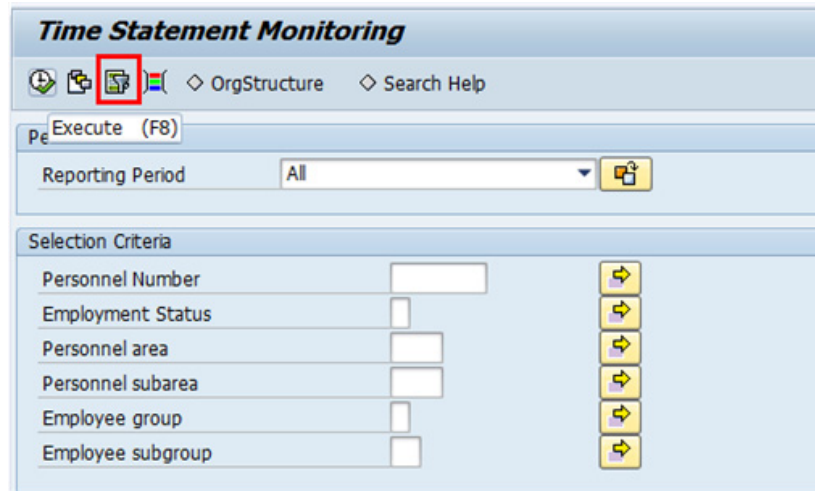 Time Statement Monitoring
OrgStructure Search Help
Execute (F8)
Pe
Reporting Period All
Selection Criteria
Personnel Number
Employment Status
Personnel area
Personnel subarea
Employee group
Employee subgroup